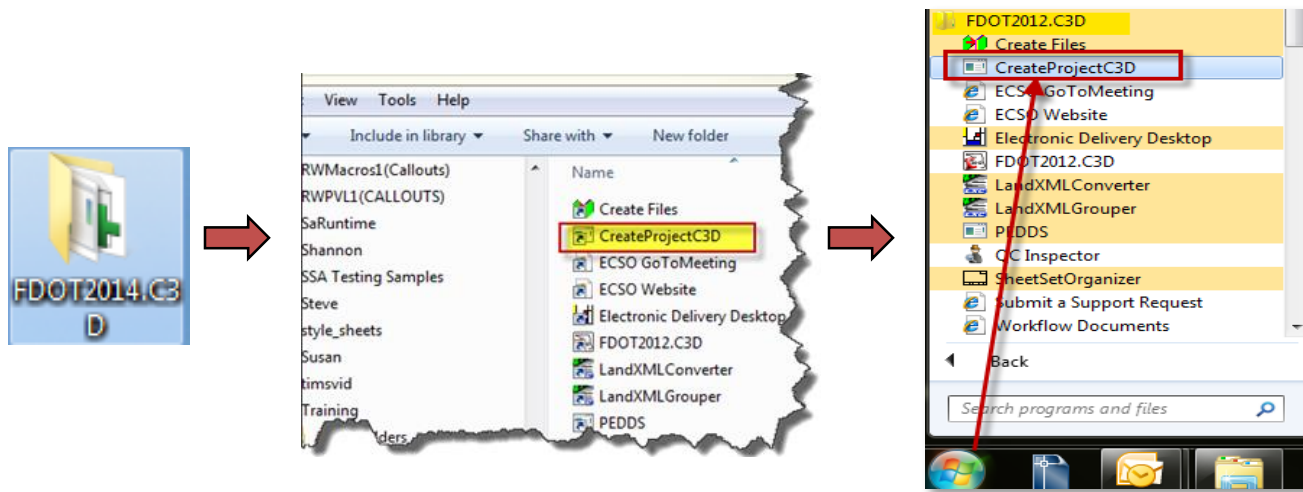 FDOT2014.C3
D
View Tools Help
Include in library Share with New folder
RWMacros1(Callouts)
RWPVL1(CALLOUTS)
SaRuntime
Shannon
SSA Testing Samples
Steve
style_sheets
Susan
timsvid
Training
Name
Create Files
CreateProjectC3D
ECSO GoToMeeting
ECSO Website
Electronic Delivery Desktop
FDOT2012.C3D
LandXMLConverter
LandXMLGrouper
PEDDS
FDOT2012.C3D
Create Files
CreateProjectC3D
ECSO GoToMeeting
ECSO Website
Electronic Delivery Desktop
FDOT2012.C3D
LandXMLConverter
LandXMLGrouper
PEDDS
QC Inspector
SheetSetOrganizer
Submit a Support Request
Workflow Documents
Back
Search programs and files